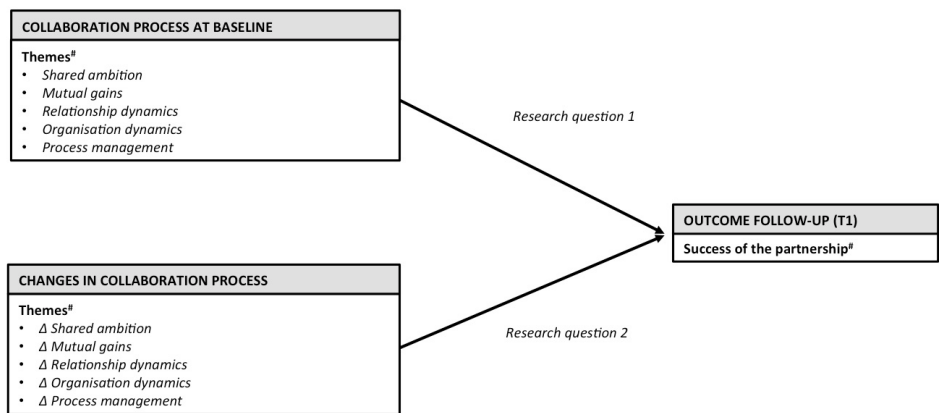 COLLABORATION PROCESS AT BASELINE
Themes#
• Shared ambition
• Mutual gains
• Relationship dynamics
• Organisation dynamics
• Process management
Research question 1
OUTCOME FOLLOW-UP (T1)
Success of the partnership#
CHANGES IN COLLABORATION PROCESS
Themes#
• Δ Shared ambition
• Δ Mutual gains
• Δ Relationship dynamics
• Δ Organisation dynamics
• Δ Process management
Research question 2